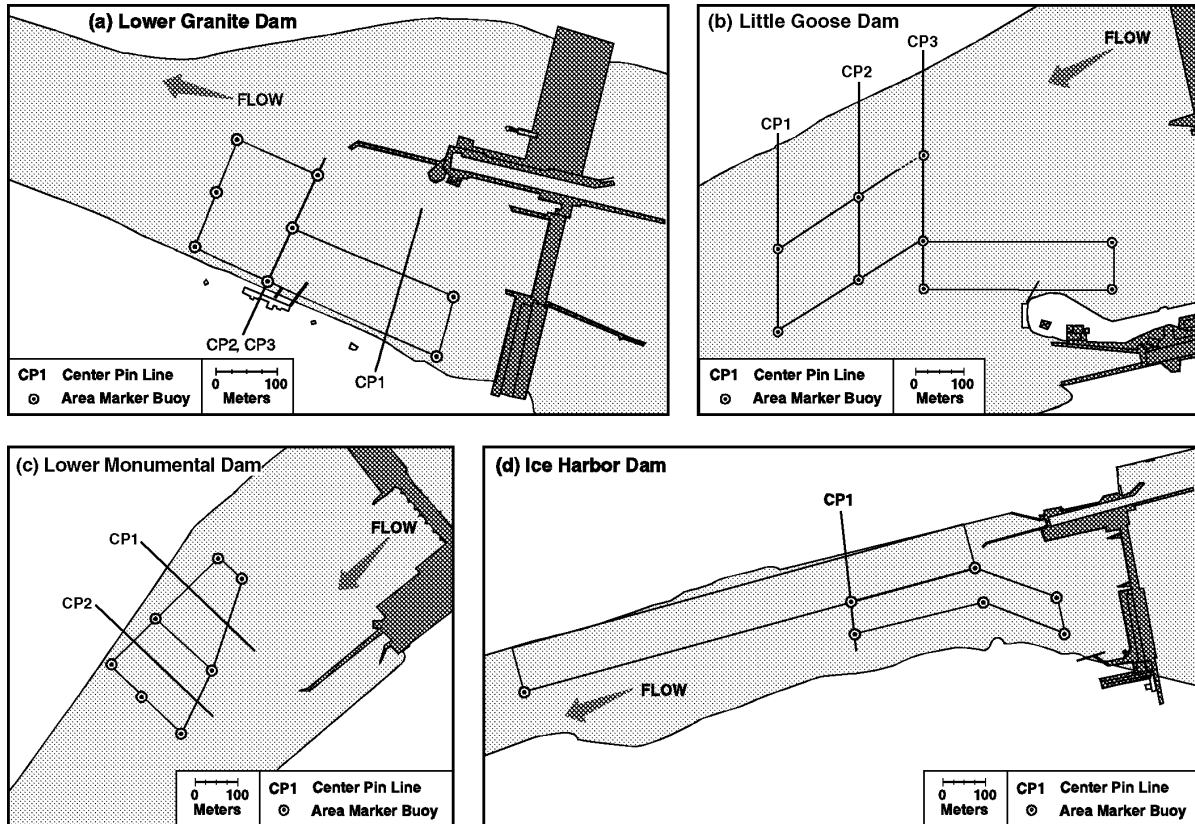 (a) Lower Granite Dam
FLOW
CP2, CP3
CP1
CP1 Center Pin Line
Area Marker Buoy
0 100
Meters
(b) Little Goose Dam
CP3
FLOW
CP2
CP1
CP1 Center Pin Line
Area Marker Buoy
0 100
Meters
(c) Lower Monumental Dam
FLOW
CP1
CP2
0 100
Meters
CP1 Center Pin Line
Area Marker Buoy
(d) Ice Harbor Dam
CP1
FLOW
0 100
Meters
CP1 Center Pin Line
Area Marker Buoy